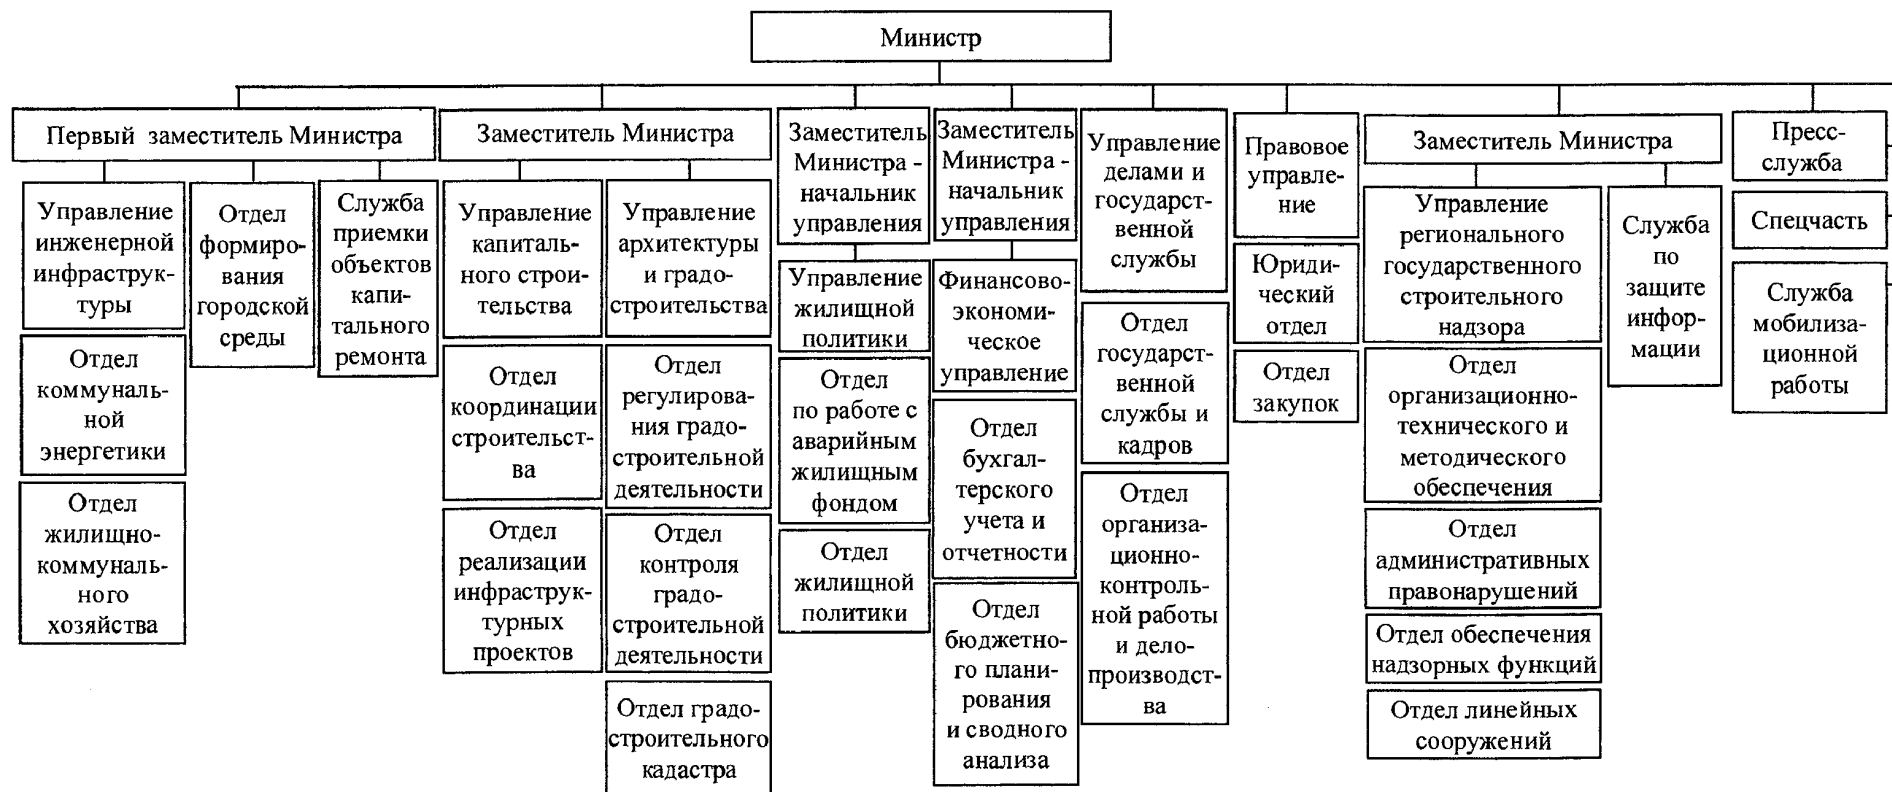 Министр
Первый заместитель Министра
Управление
инженерной
инфраструк-
туры
Отдел
коммуналь-
ной
энергетики
Отдел
жилищно-
коммуналь-
ного
хозяйства
Отдел
формиро-
вания
городской
среды
Служба
приемки
объектов
капи-
тального
ремонта
Заместитель Министра
Управление
капиталь-
ного строи-
тельства
Отдел
координации
строительст-
ва
Отдел
реализации
инфраструк-
турных
проектов
Управление
архитектуры
и градо-
строительства
Отдел
регулирова-
ния градо-
строительной
деятельности
Отдел
контроля
градо-
строительной
деятельности
Отдел градо-
строительного
кадастра
Заместитель
Министра -
начальник
управления
Управление
жилищной
политики
Отдел
по работе с
аварийным
жилищным
фондом
Отдел
жилищной
политики
Заместитель
Министра -
начальник
управления
Финансово-
экономи-
ческое
управление
Отдел
бухгал-
терского
учета и
отчетности
Отдел
бюджетно-
го плани-
рования
и сводного
анализа
Управление
делами и
государст-
венной
службы
Отдел
государст-
венной
службы и
кадров
Отдел
организа-
ционно-
контроль-
ной работы
и дело-
производст-
ва
Правовое
управле-
ние
Юриди-
ческий
отдел
Отдел
закупок
Заместитель Министра
Управление
регионального
государственного
строительного
надзора
Отдел
организационно-
технического и
методического
обеспечения
Отдел
административных
правонарушений
Отдел обеспечения
надзорных функций
Отдел линейных
сооружений
Служба
по
защите
инфор-
мации
Пресс-
служба
Спецчасть
Служба
мобилиза-
ционной
работы